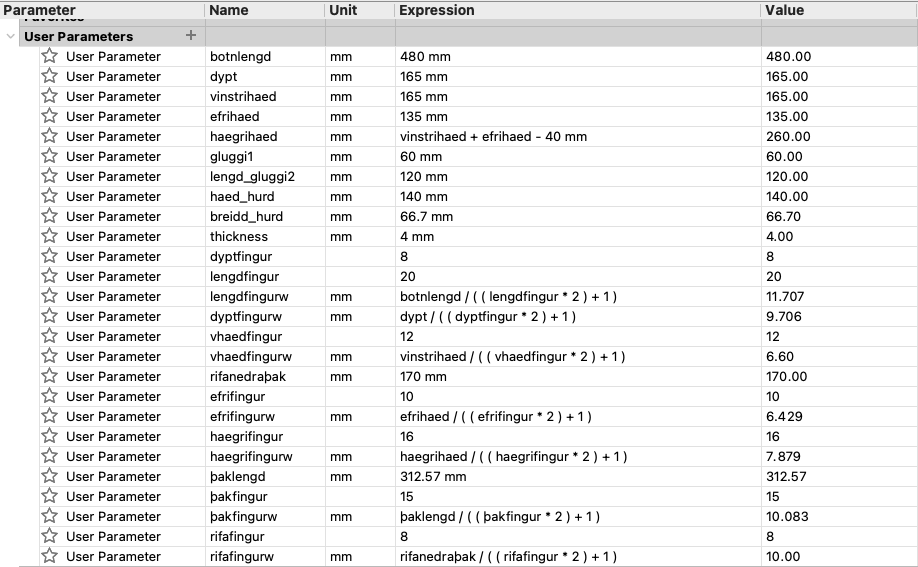 Parameter Name Unit Expression Value
Favorites
User Parameters +
User Parameter botnlengd mm 480 mm 480.00
User Parameter dypt mm 165 mm 165.00
User Parameter vinstrihaed mm 165 mm 165.00
User Parameter efrihaed mm 135 mm 135.00
User Parameter haegrihaed mm vinstrihaed + efrihaed - 40 mm 260.00
User Parameter gluggi1 mm 60 mm 60.00
User Parameter lengd_gluggi2 mm 120 mm 120.00
User Parameter haed_hurd mm 140 mm 140.00
User Parameter breidd_hurd mm 66.7 mm 66.70
User Parameter thickness mm 4 mm 4.00
User Parameter dyptfingur 8 8
User Parameter lengdfingur 20 20
User Parameter lengdfingurw mm botnlengd / ( ( lengdfingur * 2 ) + 1 ) 11.707
User Parameter dyptfingurw mm dypt / ( ( dyptfingur * 2 ) + 1 ) 9.706
User Parameter vhaedfingur 12 12
User Parameter vhaedfingurw mm vinstrihaed / ( ( vhaedfingur * 2 ) + 1 ) 6.60
User Parameter rifanedraþak mm 170 mm 170.00
User Parameter efrifingur 10 10
User Parameter efrifingurw mm efrihaed / ( ( efrifingur * 2 ) + 1 ) 6.429
User Parameter haegrifingur 16 16
User Parameter haegrifingurw mm haegrihaed / ( ( haegrifingur * 2 ) + 1 ) 7.879
User Parameter þaklengd mm 312.57 mm 312.57
User Parameter þakfingur 15 15
User Parameter þakfingurw mm þaklengd / ( ( þakfingur * 2 ) + 1 ) 10.083
User Parameter rifafingur 8 8
User Parameter rifafingurw mm rifanedraþak / ( ( rifafingur * 2 ) + 1 ) 10.00